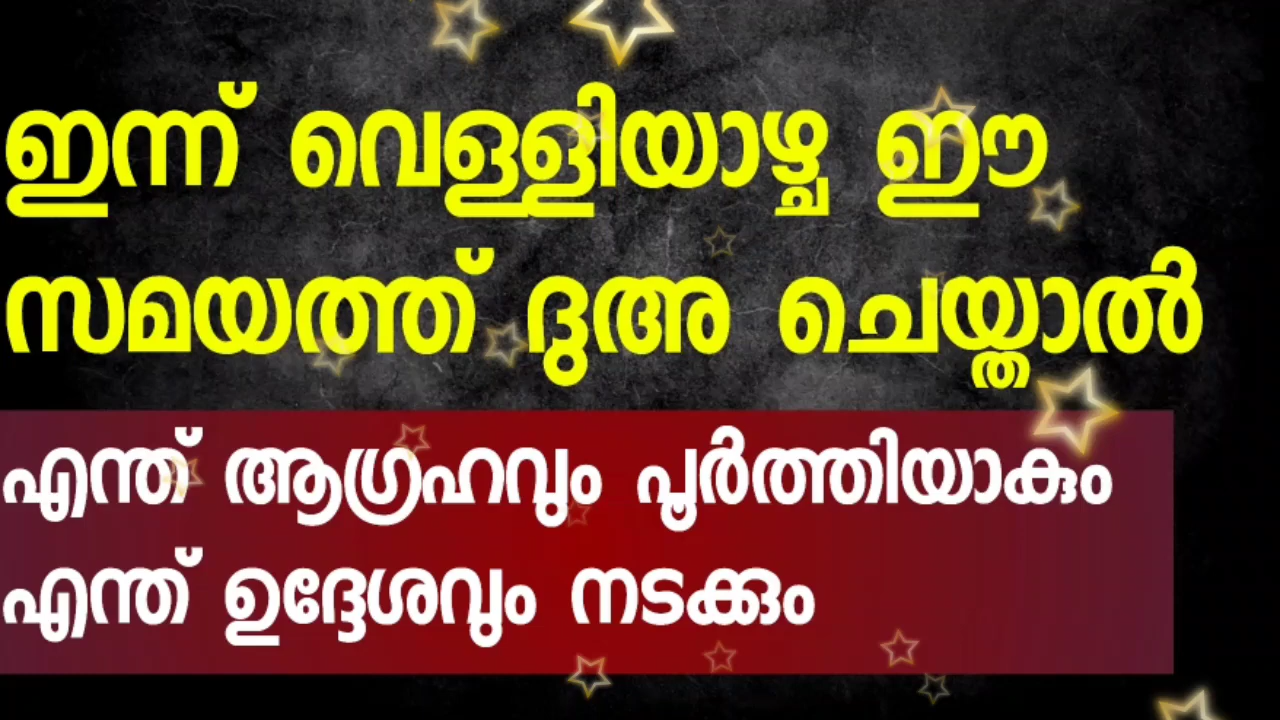 ഇന്ന് വെള്ളിയാഴ്ച ഈ
സമയത്ത് ദുഅ ചെയ്താൽ
എന്ത് ആഗ്രഹവും പൂർത്തിയാകും
എന്ത് ഉദ്ദേശവും നടക്കും